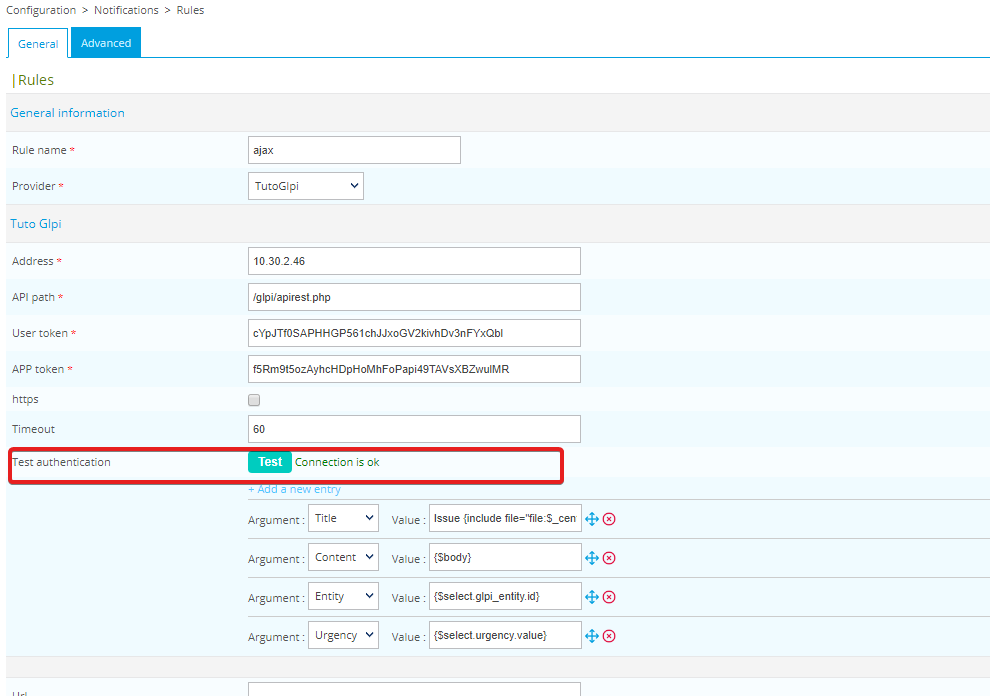 Configuration > Notifications > Rules
General Advanced
Rules
General information
Rule name * ajax
Provider * TutoGlpi
Tuto Glpi
Address * 10.30.2.46
API path * /glpi/apirest.php
User token * cYpJTf0SAPHHGP561chJJxoGV2kivhDv3nFYxQbl
APP token * f5Rm9t5ozAyhcHDpHoMhFoPapi49TAVsXBZwulMR
https
Timeout 60
Test authentication Test Connection is ok
+ Add a new entry
Argument : Title Value : Issue {include file="file:$_cen
Argument : Content Value : {$body}
Argument : Entity Value : {$select.glpi_entity.id}
Argument : Urgency Value : {$select.urgency.value}
Url